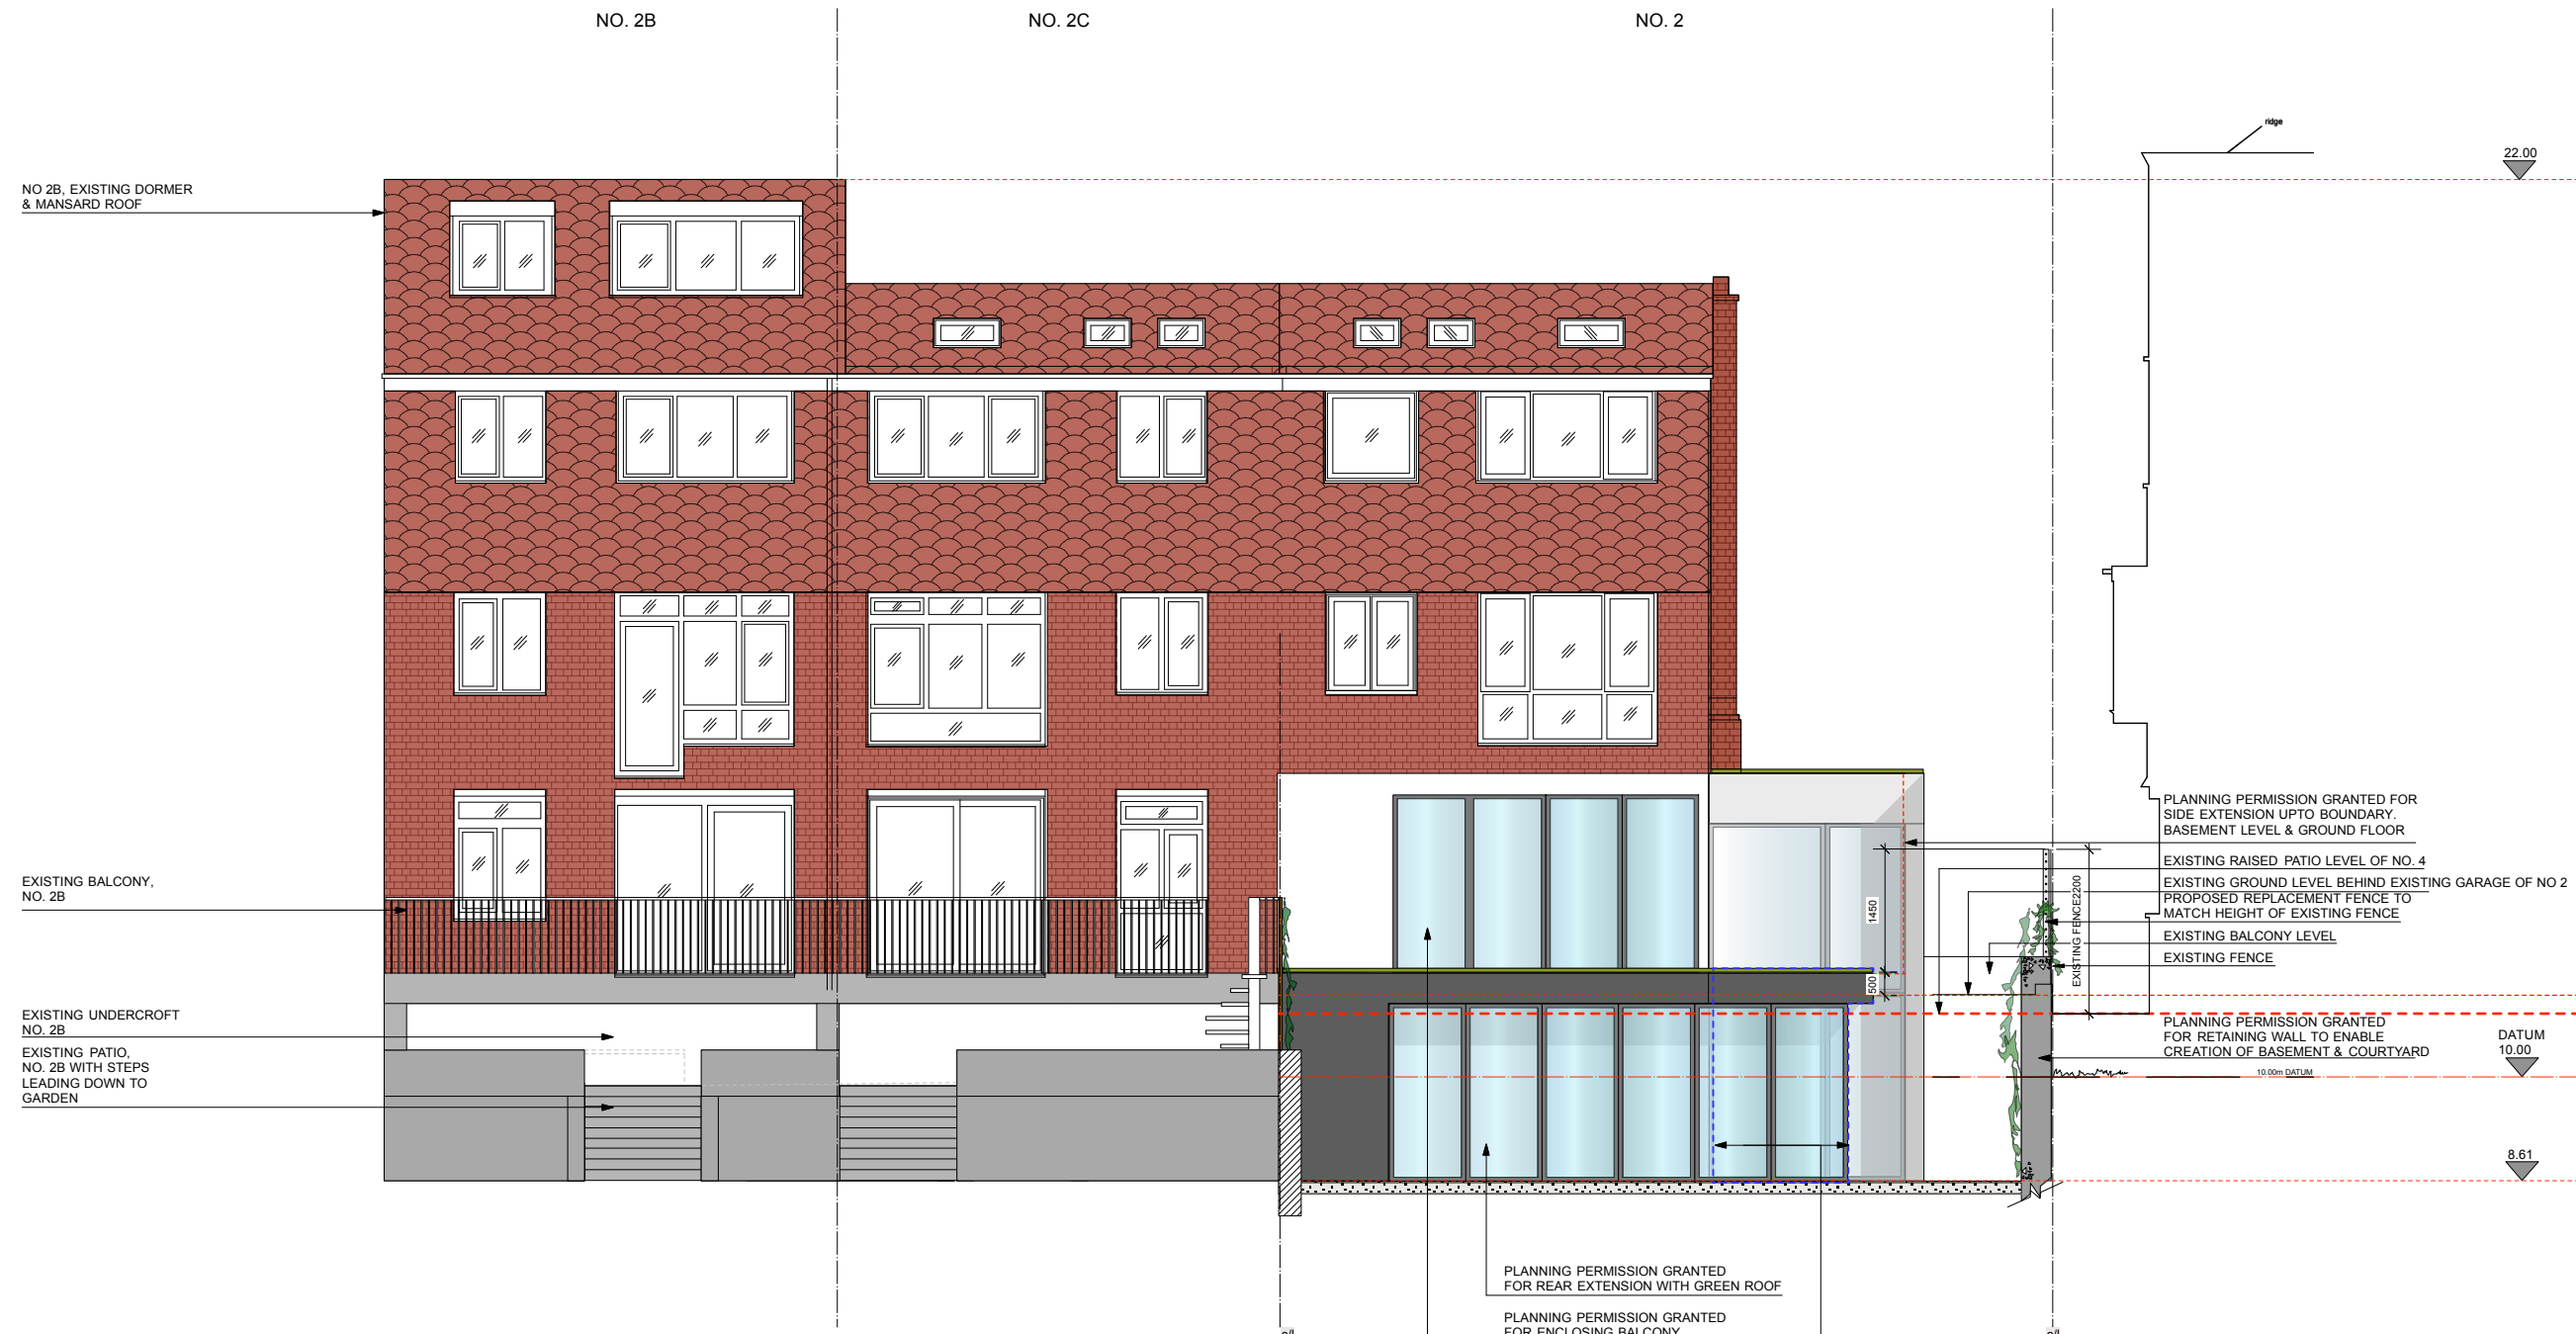 NO. 2B
NO. 2C
NO. 2
ridge
22.00
NO 2B, EXISTING DORMER
& MANSARD ROOF
PLANNING PERMISSION GRANTED FOR
SIDE EXTENSION UPTO BOUNDARY.
BASEMENT LEVEL & GROUND FLOOR
EXISTING RAISED PATIO LEVEL OF NO. 4
EXISTING GROUND LEVEL BEHIND EXISTING GARAGE OF NO 2
PROPOSED REPLACEMENT FENCE TO
MATCH HEIGHT OF EXISTING FENCE
EXISTING BALCONY LEVEL
EXISTING FENCE
EXISTING BALCONY,
NO. 2B
1450
500
EXISTING FENCE2200
EXISTING UNDERCROFT
NO. 2B
EXISTING PATIO,
NO. 2B WITH STEPS
LEADING DOWN TO
GARDEN
PLANNING PERMISSION GRANTED
FOR RETAINING WALL TO ENABLE
CREATION OF BASEMENT & COURTYARD
DATUM
10.00
10.00m DATUM
8.61
PLANNING PERMISSION GRANTED
FOR REAR EXTENSION WITH GREEN ROOF
PLANNING PERMISSION GRANTED
FOR ENCLOSING BALCONY